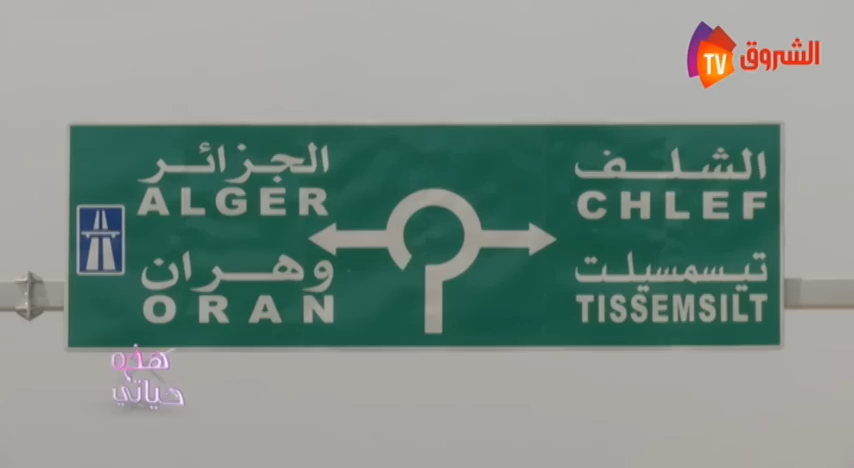 الشروق
TV
الجزائر
ALGER
وهران
ORAN
الشلف
CHLEF
تيسمسيلت
TISSEMSILT
هذه
حياتي